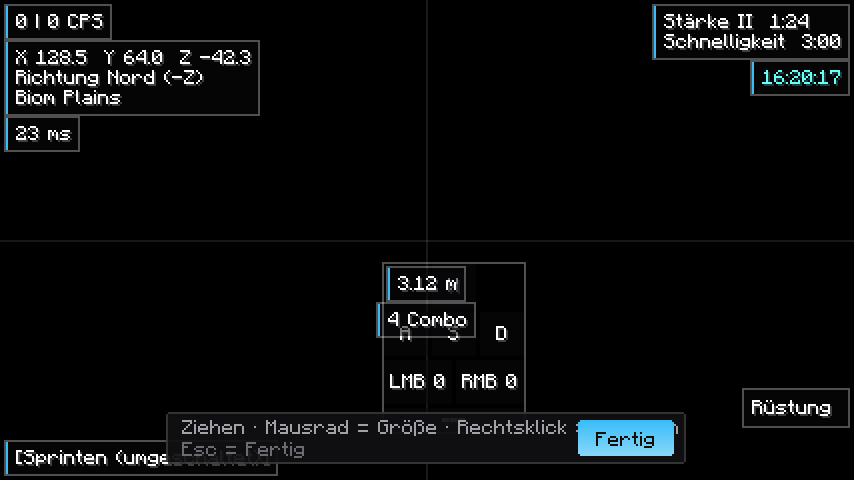 0 | 0 CPS
X 128.5 Y 64.0 Z -42.3
Richtung Nord (-Z)
Biom Plains
23 ms
Stärke II 1:24
Schnelligkeit 3:00
16:20:17
3.12 m
4 Combo
A S D
LMB 0 RMB 0
Rüstung
Ziehen · Mausrad = Größe · Rechtsklick
Esc = Fertig
Fertig
[Sprinten